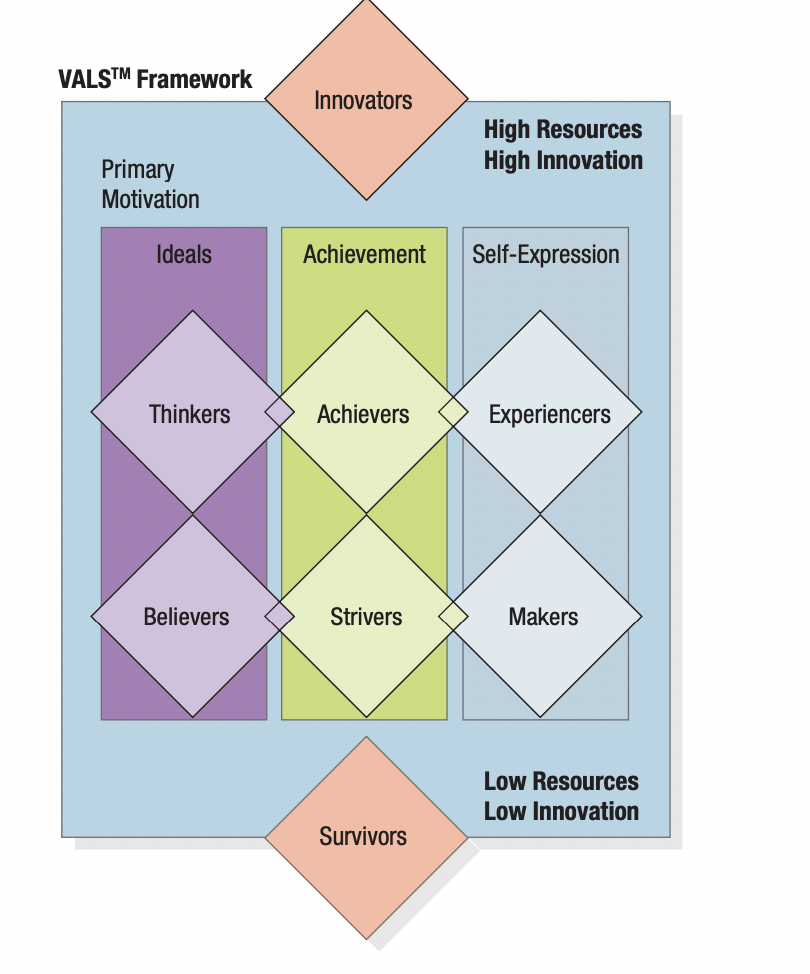 VALS™ Framework
Innovators
High Resources
High Innovation
Primary
Motivation
Ideals
Achievement
Self-Expression
Thinkers
Achievers
Experiencers
Believers
Strivers
Makers
Low Resources
Low Innovation
Survivors